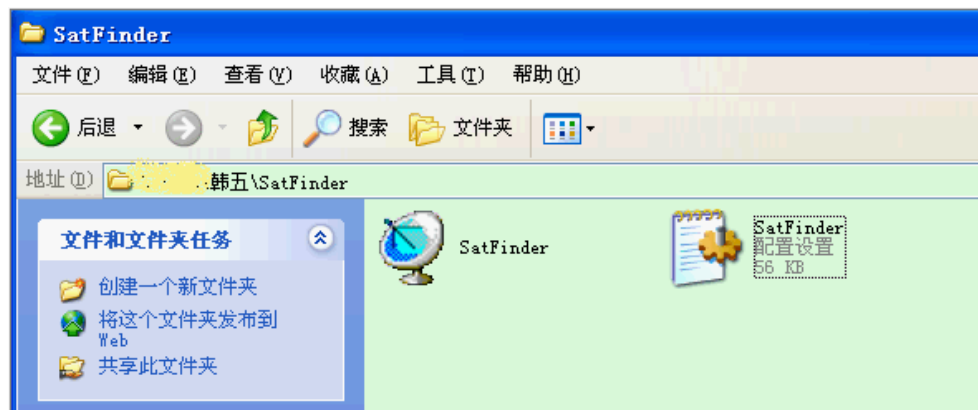 SatFinder
文件(F) 编辑(E) 查看(V) 收藏(A) 工具(T) 帮助(H)
后退 搜索 文件夹
地址(D) 韩五\SatFinder
文件和文件夹任务
创建一个新文件夹
将这个文件夹发布到
Web
共享此文件夹
SatFinder
SatFinder
配置设置
56 KB